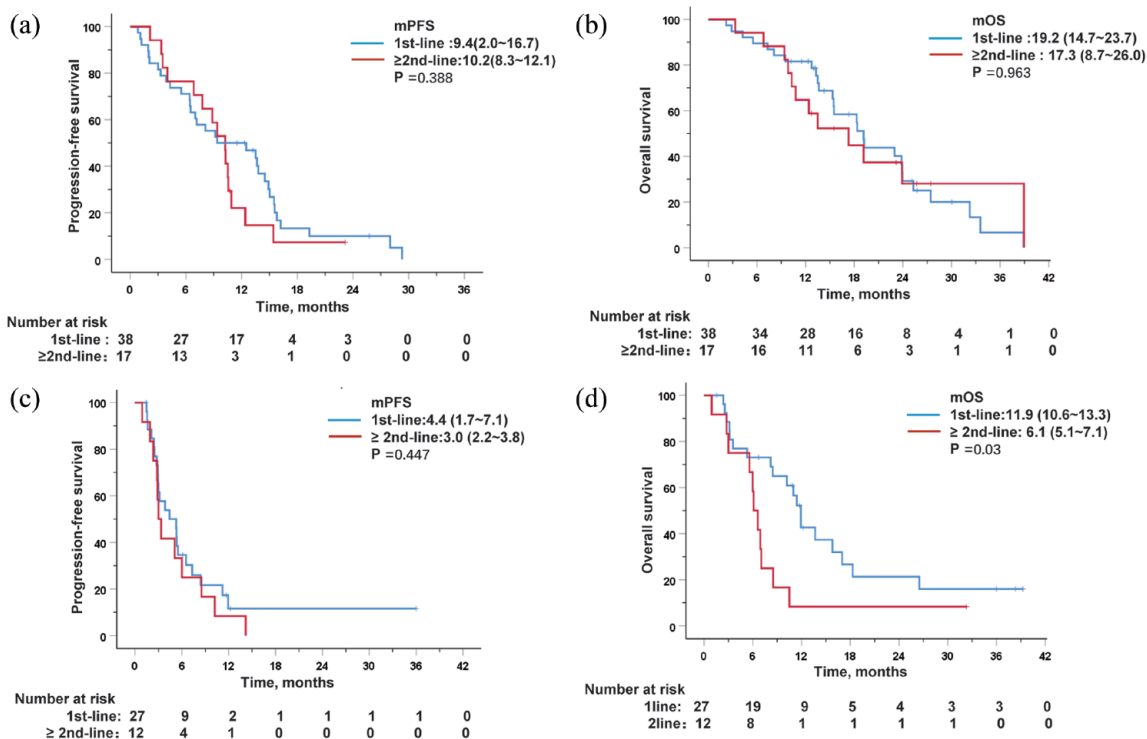 (a)
mPFS
1st-line :9.4(2.0~16.7)
≥2nd-line:10.2(8.3~12.1)
P =0.388
Progression-free survival
100
80
60
40
20
0
0 6 12 18 24 30 36
Time, months
Number at risk
1st-line : 38 27 17 4 3 0 0
≥2nd-line: 17 13 3 1 0 0 0
(b)
mOS
1st-line :19.2 (14.7~23.7)
≥2nd-line : 17.3 (8.7~26.0)
P =0.963
Overall survival
100
80
60
40
20
0
0 6 12 18 24 30 36 42
Time, months
Number at risk
1st-line: 38 34 28 16 8 4 1 0
≥2nd-line: 17 16 11 6 3 1 1 0
(c)
mPFS
1st-line:4.4 (1.7~7.1)
≥ 2nd-line:3.0 (2.2~3.8)
P =0.447
Progression-free survival
100
80
60
40
20
0
0 6 12 18 24 30 36 42
Time, months
Number at risk
1st-line: 27 9 2 1 1 1 1 0
≥ 2nd-line: 12 4 1 0 0 0 0 0
(d)
mOS
1st-line:11.9 (10.6~13.3)
≥ 2nd-line: 6.1 (5.1~7.1)
P =0.03
Overall survival
100
80
60
40
20
0
0 6 12 18 24 30 36 42
Time, months
Number at risk
1line: 27 19 9 5 4 3 3 0
2line: 12 8 1 1 1 1 0 0